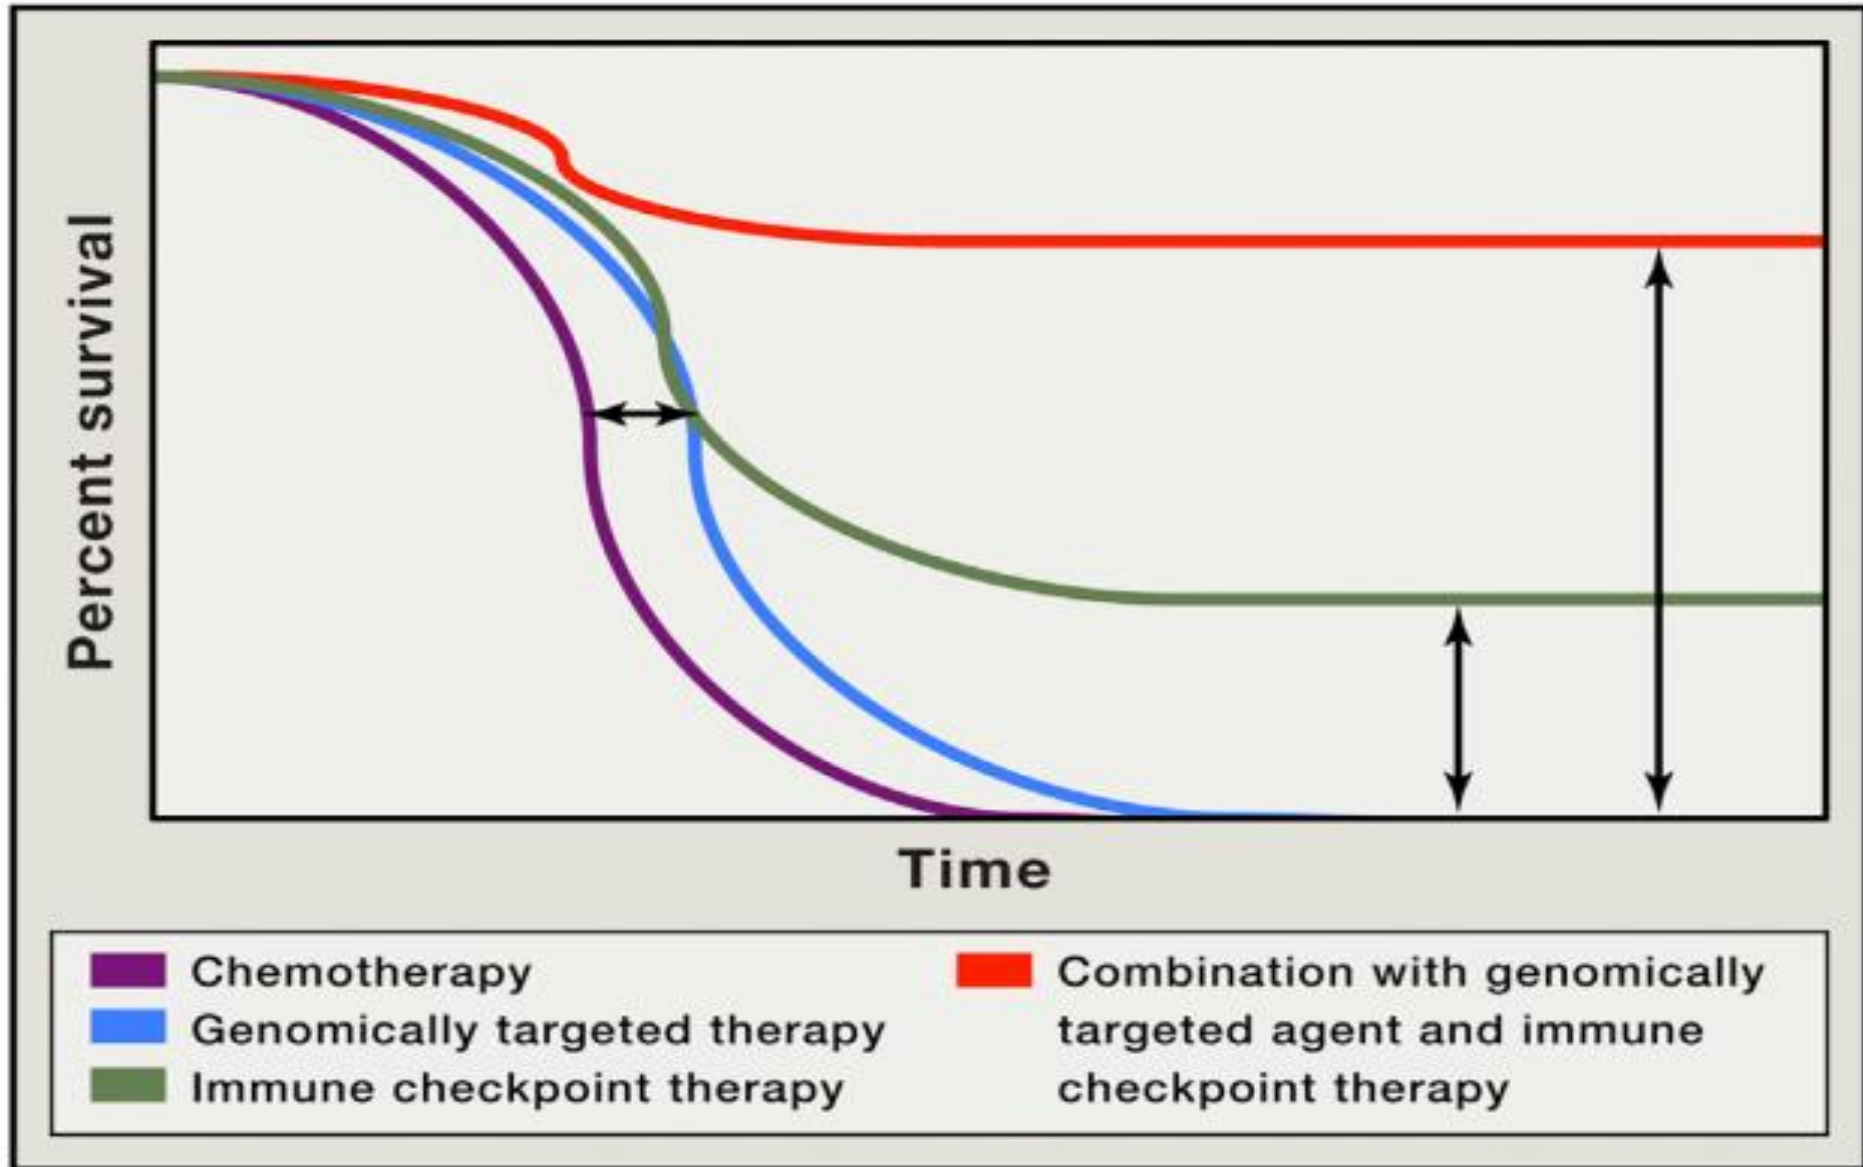 Percent survival
Time
Chemotherapy
Genomically targeted therapy
Immune checkpoint therapy
Combination with genomically
targeted agent and immune
checkpoint therapy